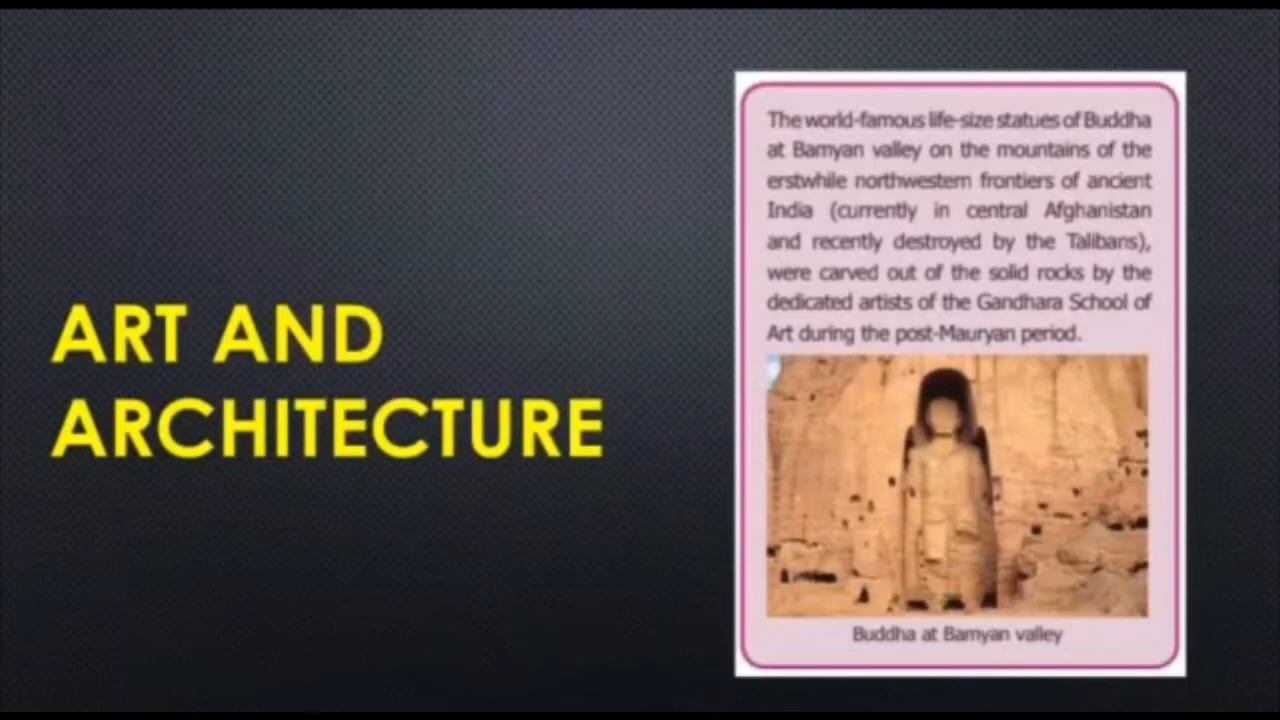 ART AND
ARCHITECTURE
The world-famous life-size statues of Buddha
at Bamyan valley on the mountains of the
erstwhile northwestern frontiers of ancient
India (currently in central Afghanistan
and recently destroyed by the Talibans),
were carved out of the solid rocks by the
dedicated artists of the Gandhara School of
Art during the post-Mauryan period.
Buddha at Bamyan valley